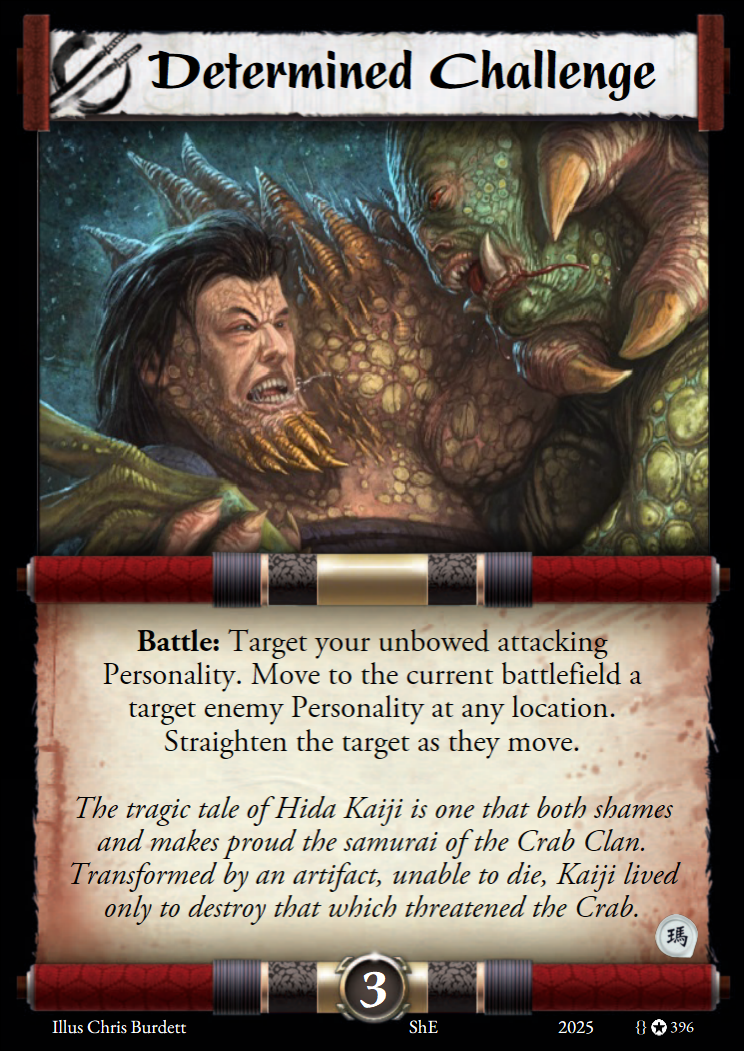 Determined Challenge
Battle: Target your unbowed attacking
Personality. Move to the current battlefield a
target enemy Personality at any location.
Straighten the target as they move.
The tragic tale of Hida Kaiji is one that both shames
and makes proud the samurai of the Crab Clan.
Transformed by an artifact, unable to die, Kaiji lived
only to destroy that which threatened the Crab.
瑪
3
Illus Chris Burdett ShE 2025 {} 396